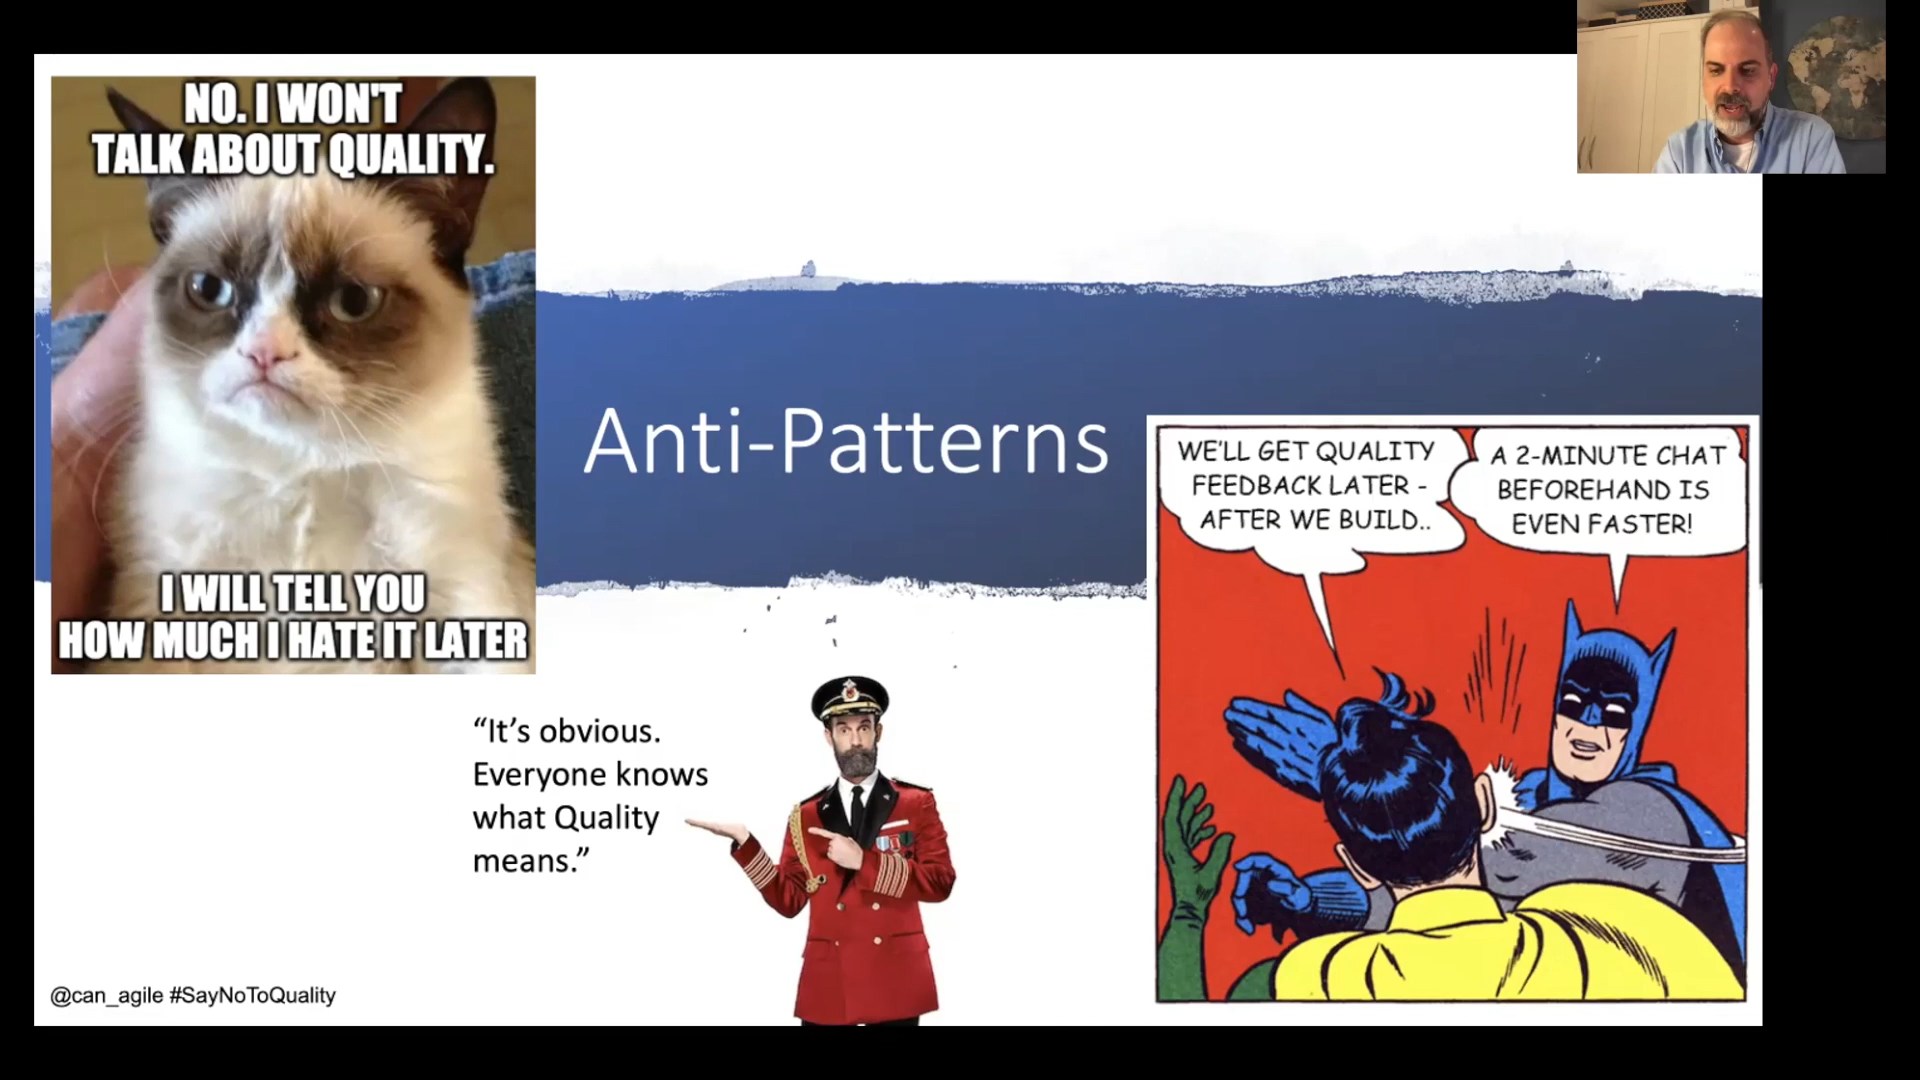 NO. I WON'T
TALK ABOUT QUALITY.
I WILL TELL YOU
HOW MUCH I HATE IT LATER
Anti-Patterns
WE'LL GET QUALITY
FEEDBACK LATER -
AFTER WE BUILD..
A 2-MINUTE CHAT
BEFOREHAND IS
EVEN FASTER!
“It’s obvious.
Everyone knows
what Quality
means.”
@can_agile #SayNoToQuality